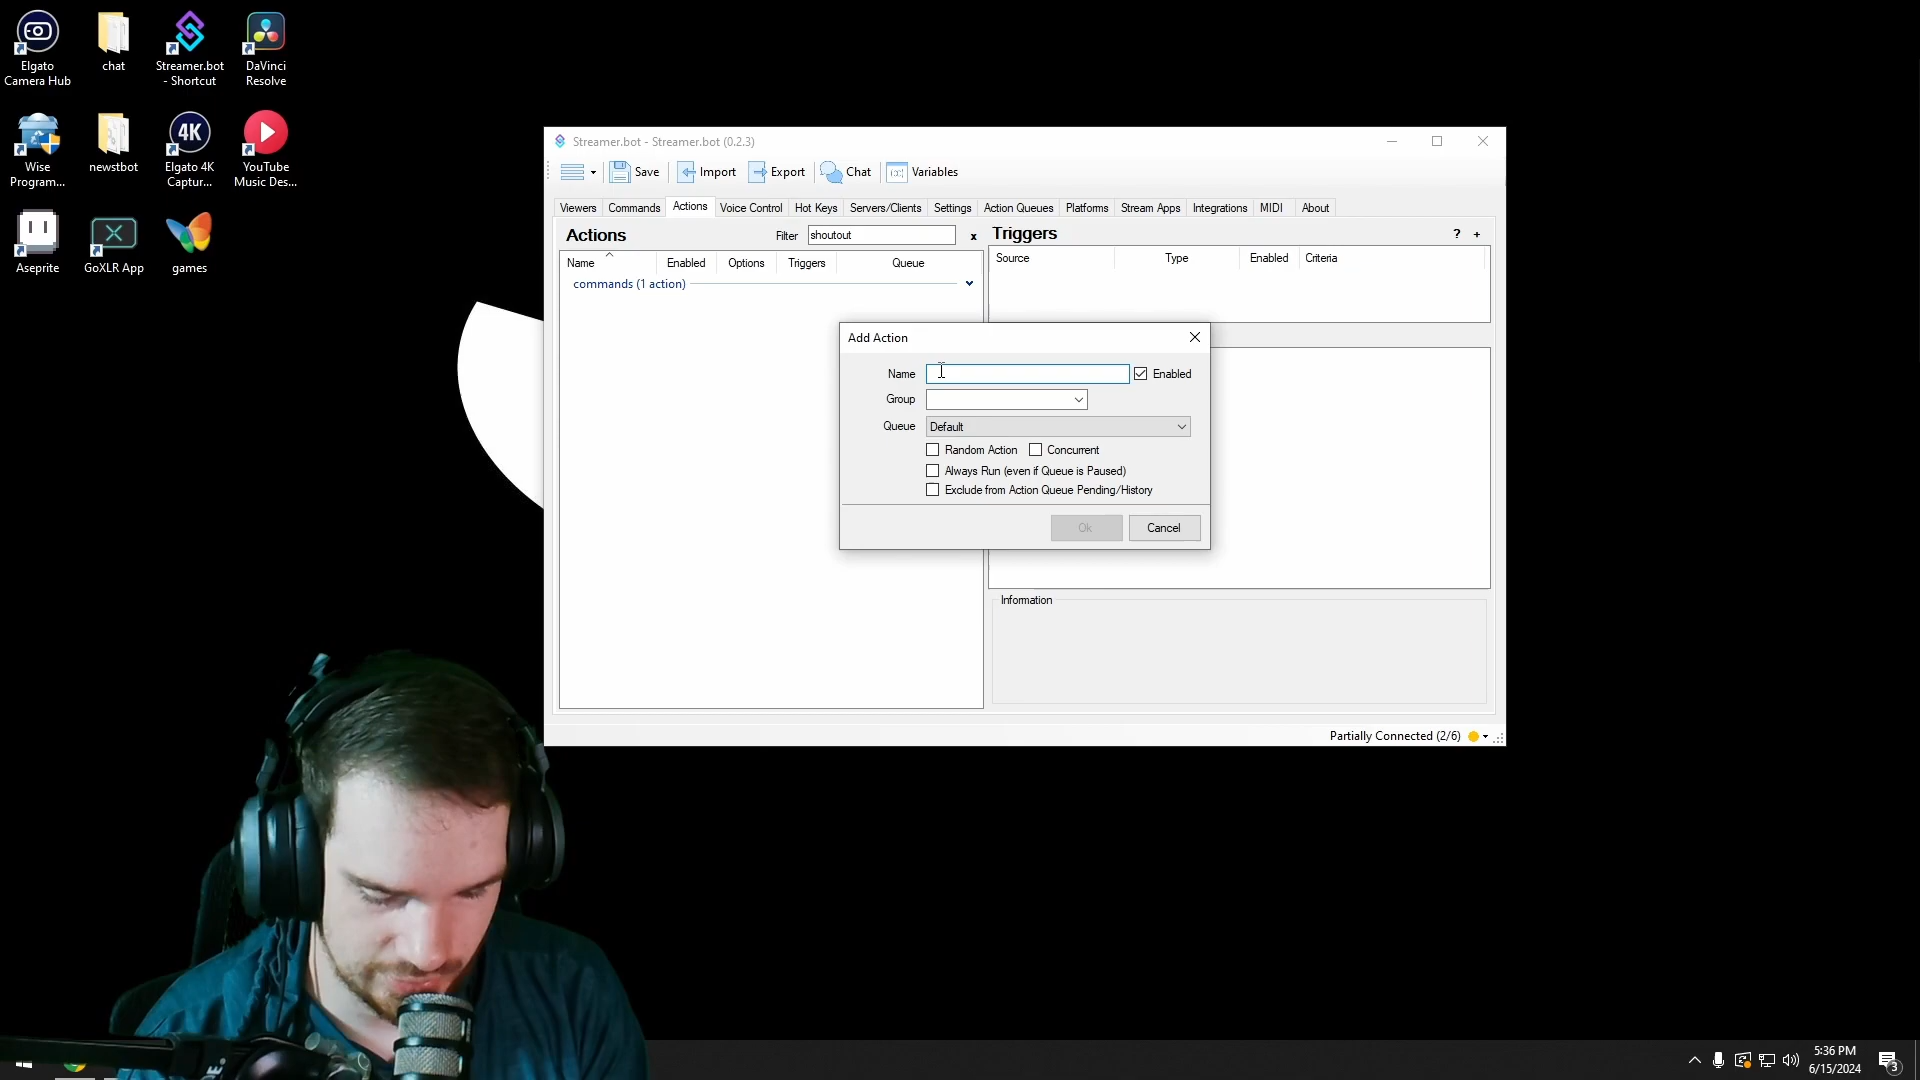 Elgato
Camera Hub
chat
Streamer.bot
- Shortcut
DaVinci
Resolve
Wise
Program...
newstbot
4K
Elgato 4K
Captur...
YouTube
Music Des...
Aseprite
GoXLR App
games
Streamer.bot - Streamer.bot (0.2.3)
Save
Import
Export
Chat
Variables
Viewers
Commands
Actions
Voice Control
Hot Keys
Servers/Clients
Settings
Action Queues
Platforms
Stream Apps
Integrations
MIDI
About
Actions
Filter
shoutout
x
Triggers
? +
Name
Enabled
Options
Triggers
Queue
Source
Type
Enabled
Criteria
commands (1 action)
Add Action
Name
Enabled
Group
Queue
Default
Random Action
Concurrent
Always Run (even if Queue is Paused)
Exclude from Action Queue Pending/History
Ok
Cancel
Information
Partially Connected (2/6)
5:36 PM
6/15/2024
3